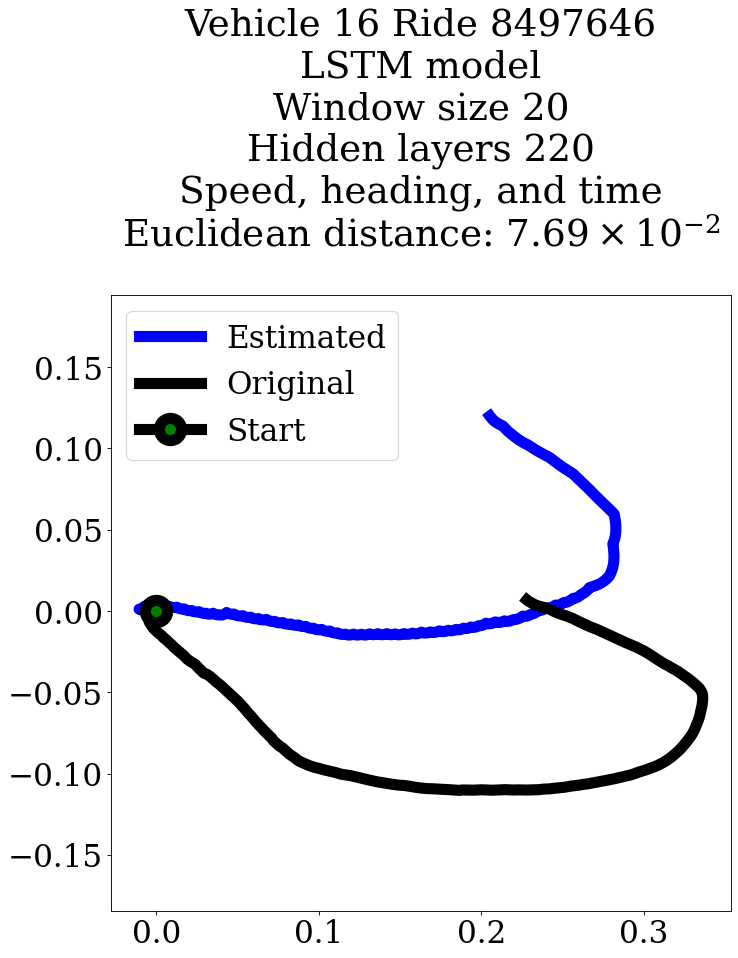 Vehicle 16 Ride 8497646
LSTM model
Window size 20
Hidden layers 220
Speed, heading, and time
Euclidean distance: 7.69 × 10⁻²
Estimated
Original
Start
0.15
0.10
0.05
0.00
−0.05
−0.10
−0.15
0.0 0.1 0.2 0.3